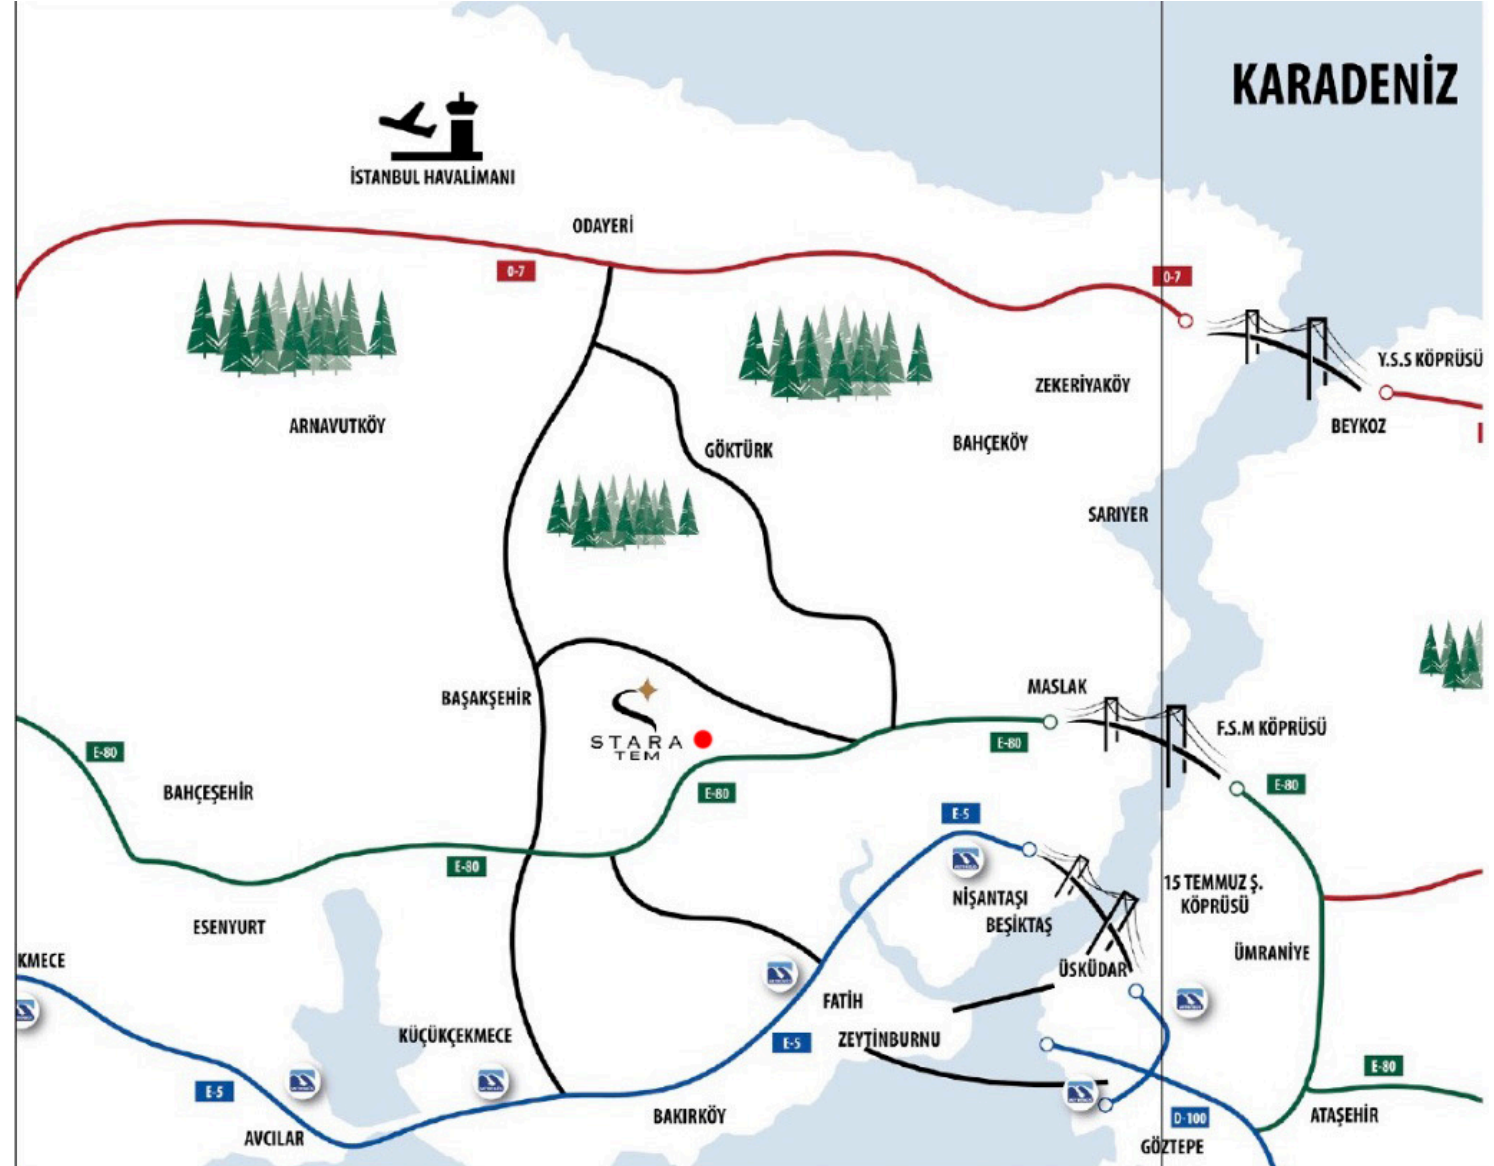 KARADENİZ
İSTANBUL HAVALİMANI
ODAYERİ
0-7
0-7
Y.S.S KÖPRÜSÜ
ZEKERİYAKÖY
BEYKOZ
ARNAVUTKÖY
GÖKTÜRK
BAHÇEKÖY
SARIYER
MASLAK
BAŞAKŞEHİR
F.S.M KÖPRÜSÜ
STARA
TEM
E-80
E-80
E-80
E-80
BAHÇEŞEHİR
E-5
E-80
15 TEMMUZ Ş.
KÖPRÜSÜ
NİŞANTAŞI
BEŞİKTAŞ
ESENYURT
ÜMRANİYE
KMECE
ÜSKÜDAR
FATİH
KÜÇÜKÇEKMECE
E-5
ZEYTİNBURNU
E-80
E-5
BAKIRKÖY
D-100
ATAŞEHİR
AVCILAR
GÖZTEPE